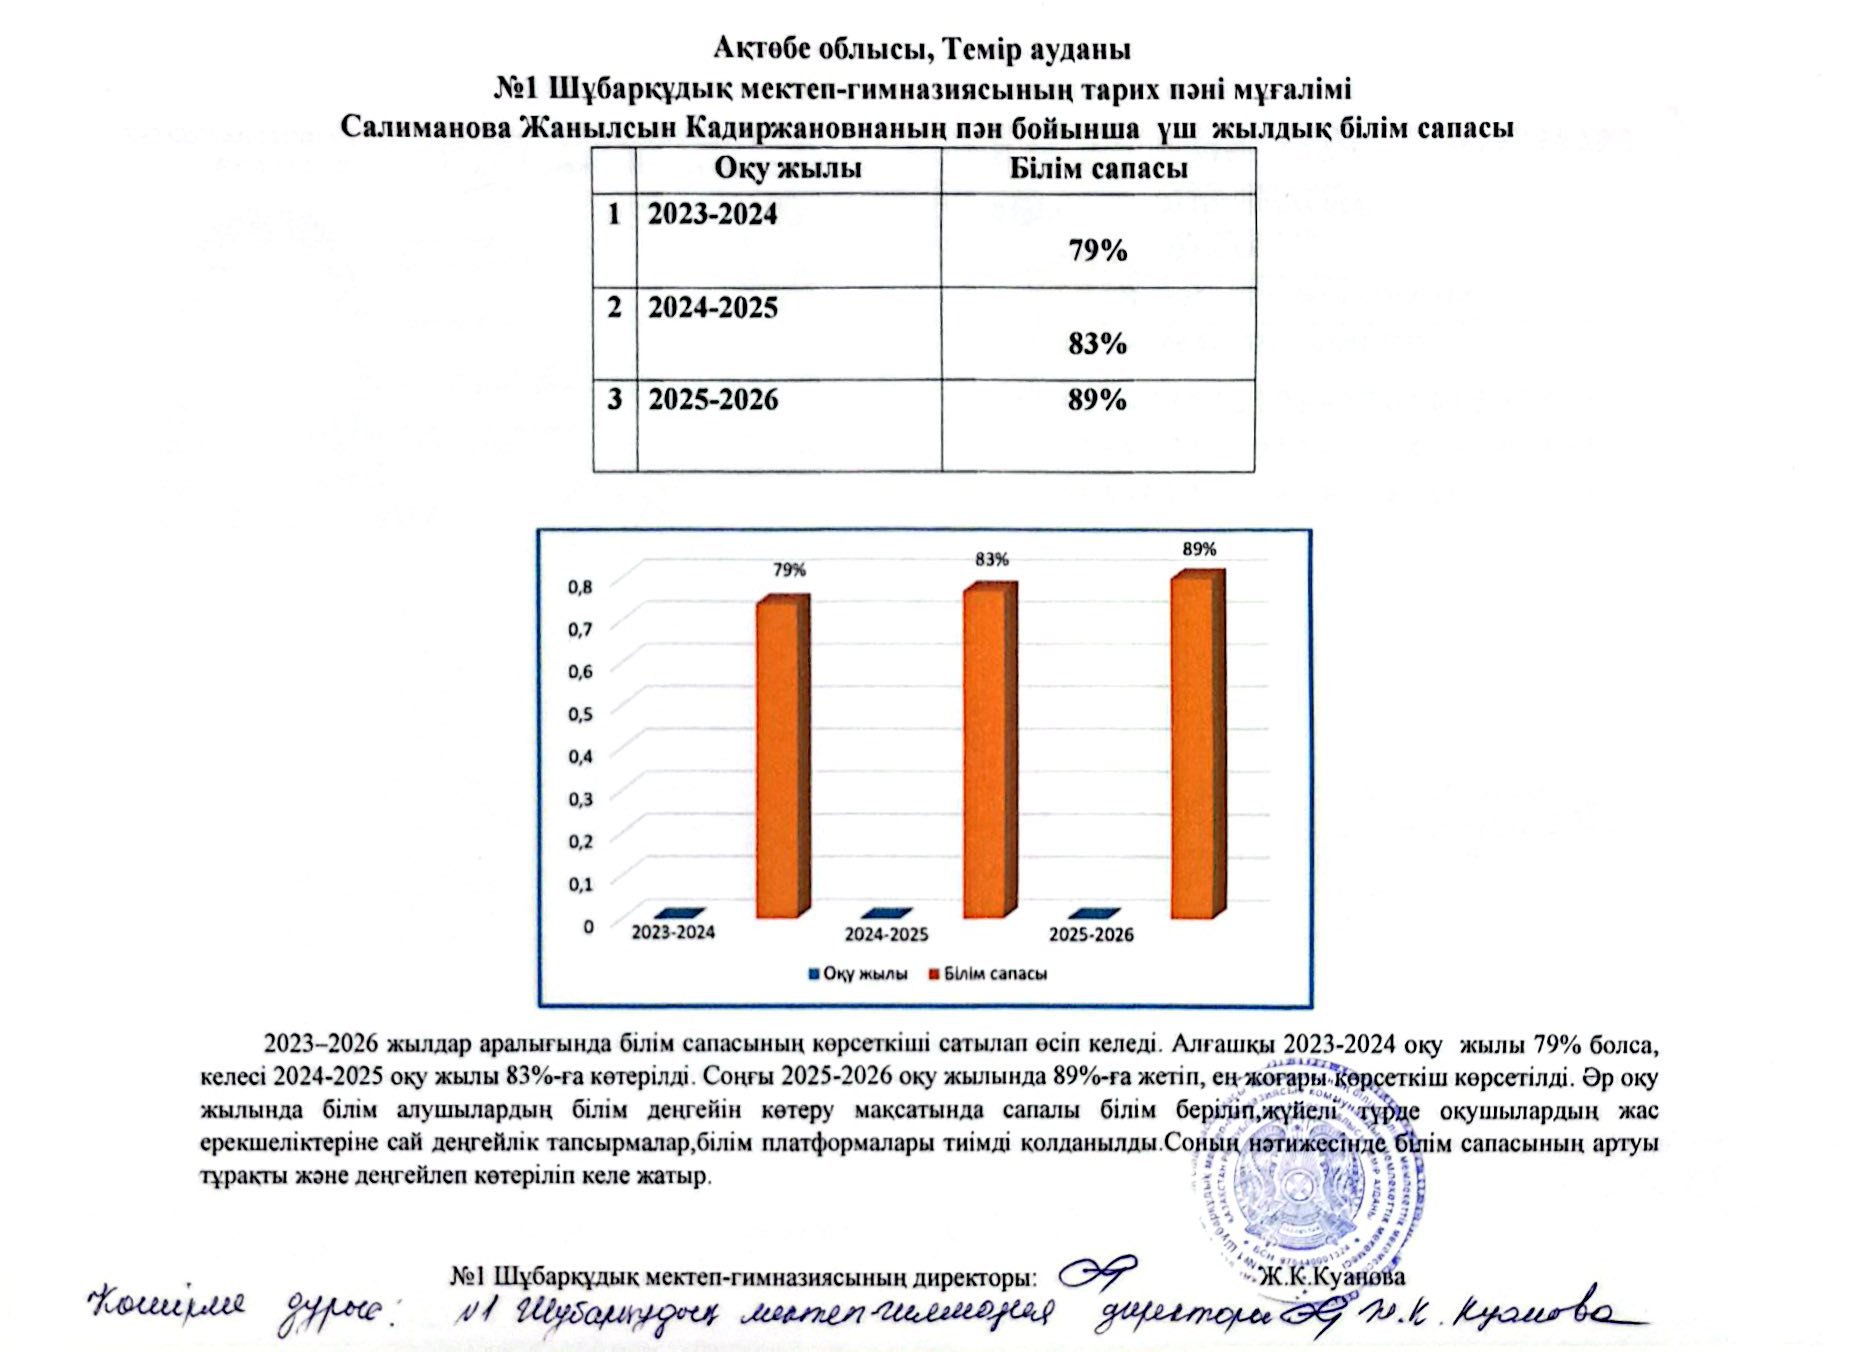 Ақтөбе облысы, Темір ауданы
№1 Шұбарқұдық мектеп-гимназиясының тарих пәні мұғалімі
Салиманова Жанылсын Кадиржановнаның пән бойынша үш жылдық білім сапасы
Оқу жылы Білім сапасы
1 2023-2024 79%
2 2024-2025 83%
3 2025-2026 89%
79% 83% 89%
0,8
0,7
0,6
0,5
0,4
0,3
0,2
0,1
0
2023-2024 2024-2025 2025-2026
Оқу жылы Білім сапасы
2023–2026 жылдар аралығында білім сапасының көрсеткіші сатылап өсіп келеді. Алғашқы 2023-2024 оқу жылы 79% болса,
келесі 2024-2025 оқу жылы 83%-ға көтерілді. Соңғы 2025-2026 оқу жылында 89%-ға жетіп, ең жоғары көрсеткіш көрсетілді. Әр оқу
жылында білім алушылардың білім деңгейін көтеру мақсатында сапалы білім беріліп,жүйелі түрде оқушылардың жас
ерекшеліктеріне сай деңгейлік тапсырмалар,білім платформалары тиімді қолданылды.Соның нәтижесінде білім сапасының артуы
тұрақты және деңгейлеп көтеріліп келе жатыр.
№1 Шұбарқұдық мектеп-гимназиясының директоры: Ж.К.Куанова
Көшірме дұрыс: №1 Шұбарқұдық мектеп-гимназия директоры Ж.К. Куанова